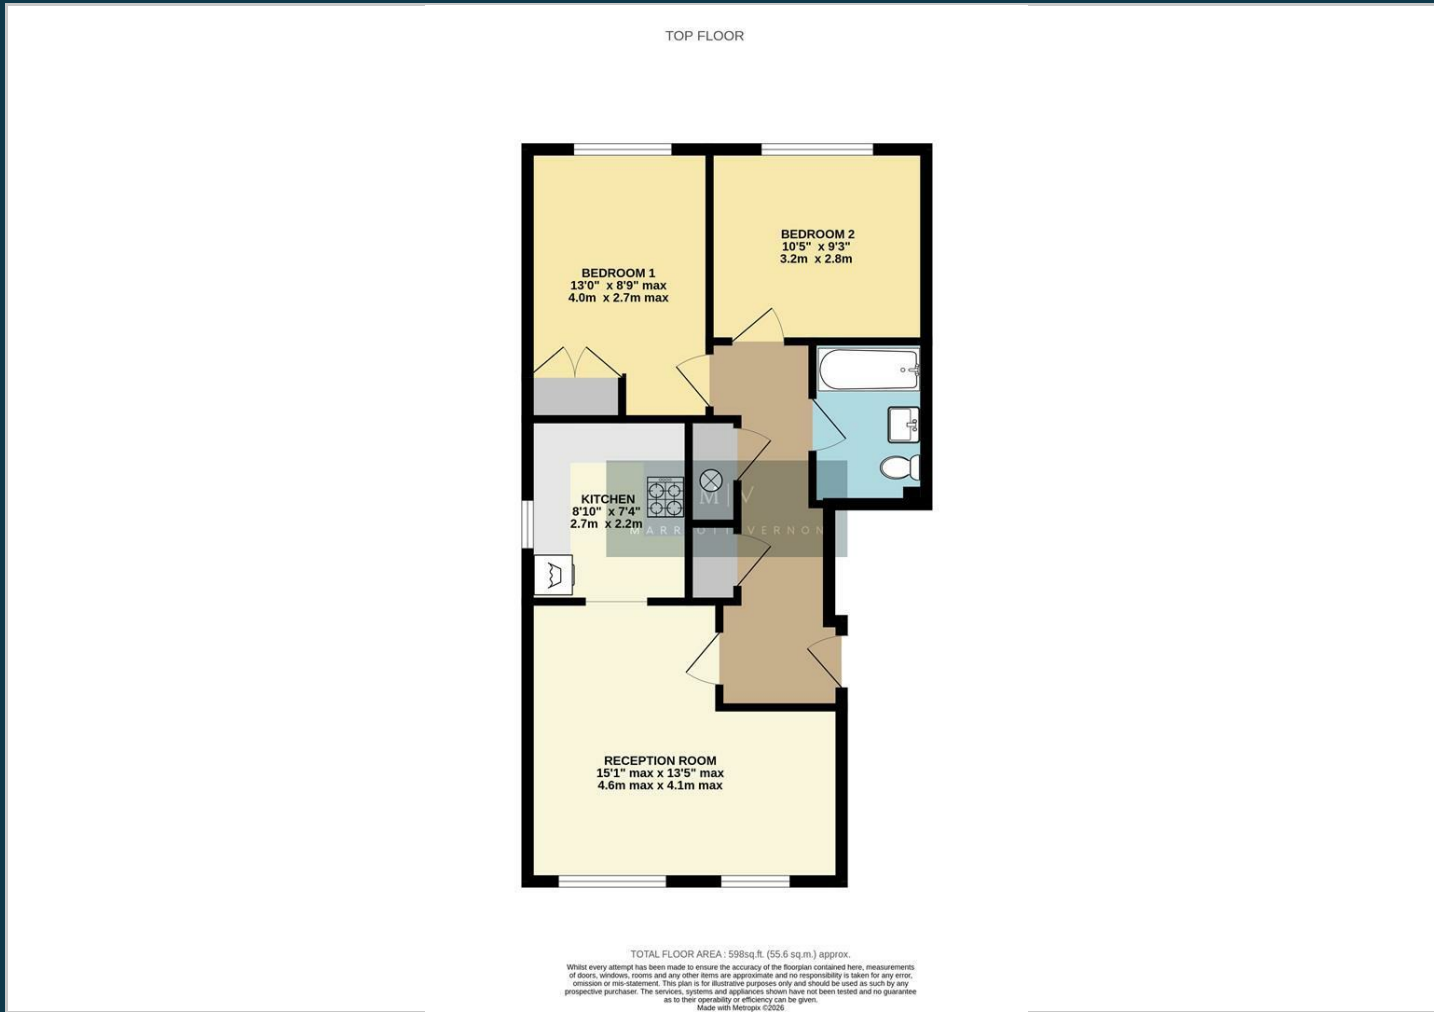 TOP FLOOR
BEDROOM 2
10'5" x 9'3"
3.2m x 2.8m
BEDROOM 1
13'0" x 8'9" max
4.0m x 2.7m max
KITCHEN
8'10" x 7'4"
2.7m x 2.2m
M|V
MARRIOTT VERNON
RECEPTION ROOM
15'1" max x 13'5" max
4.6m max x 4.1m max
TOTAL FLOOR AREA : 598sq.ft. (55.6 sq.m.) approx.
Whilst every attempt has been made to ensure the accuracy of the floorplan contained here, measurements
of doors, windows, rooms and any other items are approximate and no responsibility is taken for any error,
omission or mis-statement. This plan is for illustrative purposes only and should be used as such by any
prospective purchaser. The services, systems and appliances shown have not been tested and no guarantee
as to their operability or efficiency can be given.
Made with Metropix ©2026